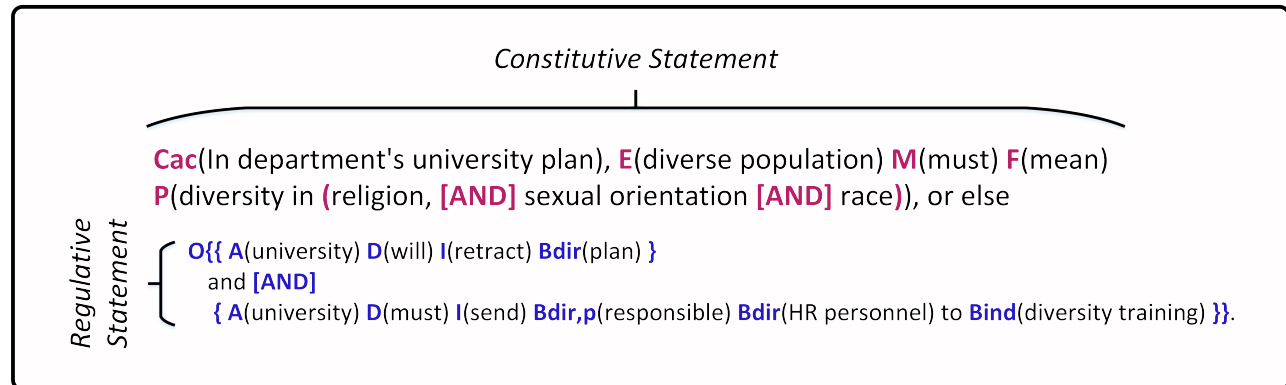 Constitutive Statement
Cac(In department's university plan), E(diverse population) M(must) F(mean)
P(diversity in (religion, [AND] sexual orientation [AND] race)), or else
Regulative
Statement
O{{ A(university) D(will) I(retract) Bdir(plan) }
and [AND]
{ A(university) D(must) I(send) Bdir,p(responsible) Bdir(HR personnel) to Bind(diversity training) }}.